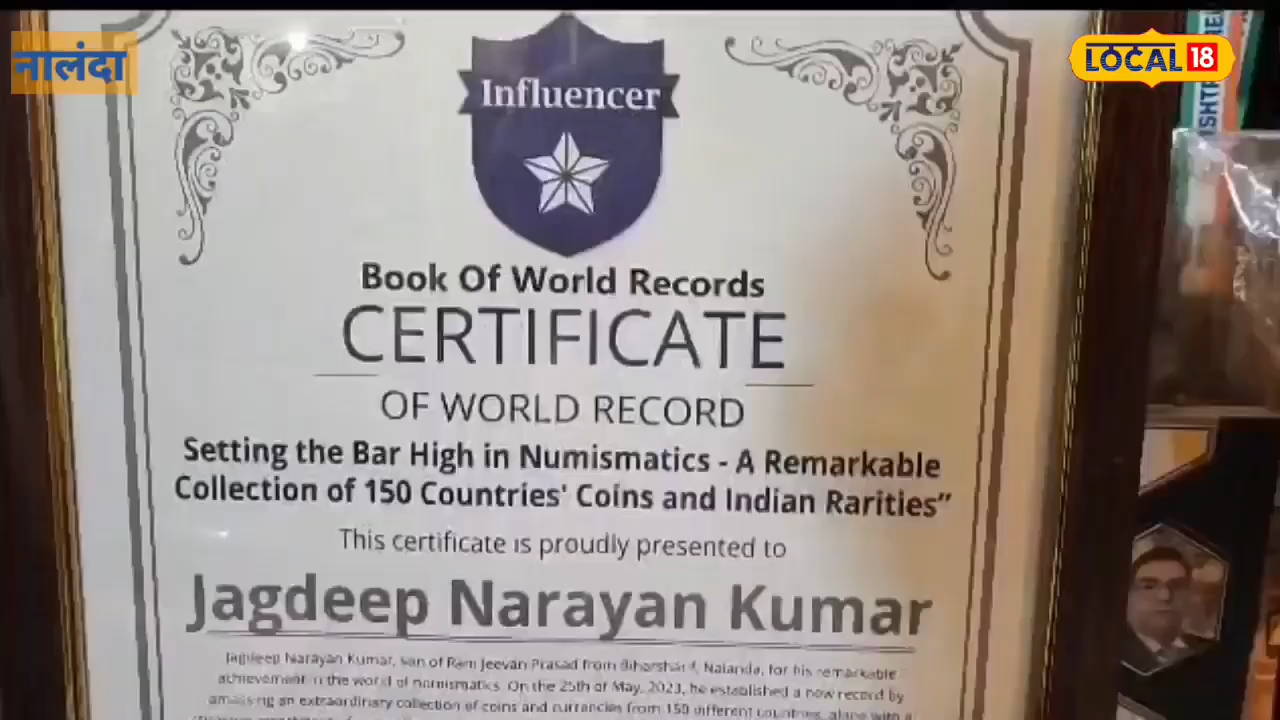 नालंदा
LOCAL 18
Influencer
Book Of World Records
CERTIFICATE
OF WORLD RECORD
Setting the Bar High in Numismatics - A Remarkable
Collection of 150 Countries' Coins and Indian Rarities”
This certificate is proudly presented to
Jagdeep Narayan Kumar
Jagdeep Narayan Kumar, son of Ram Jeevan Prasad from Biharsharif, Nalanda, for his remarkable
achievement in the world of numismatics. On the 25th of May, 2023, he established a new record by
amassing an extraordinary collection of coins and currencies from 150 different countries, along with a